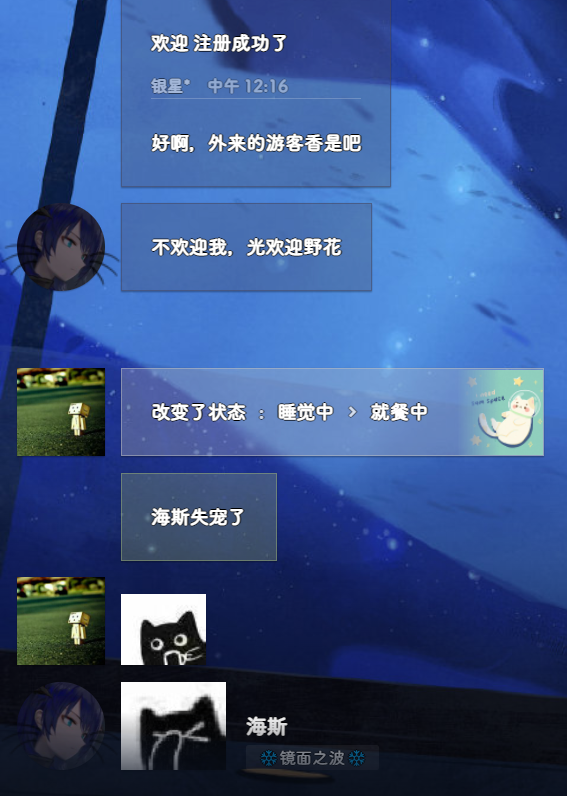 欢迎 注册成功了
银星* 中午 12:16
好啊，外来的游客香是吧
不欢迎我，光欢迎野花
改变了状态 ： 睡觉中 > 就餐中
海斯失宠了
海斯
❄镜面之波❄